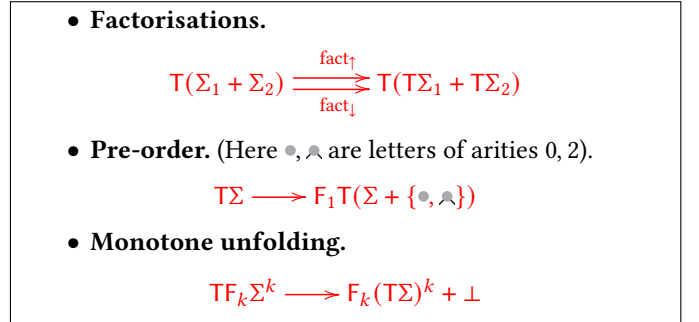 • Factorisations.
fact↑
T(Σ₁ + Σ₂) ⟶ T(TΣ₁ + TΣ₂)
fact↓
• Pre-order. (Here •, ⩑ are letters of arities 0, 2).
TΣ ⟶ F₁T(Σ + {•, ⩑})
• Monotone unfolding.
TFₖΣᵏ ⟶ Fₖ(TΣ)ᵏ + ⊥